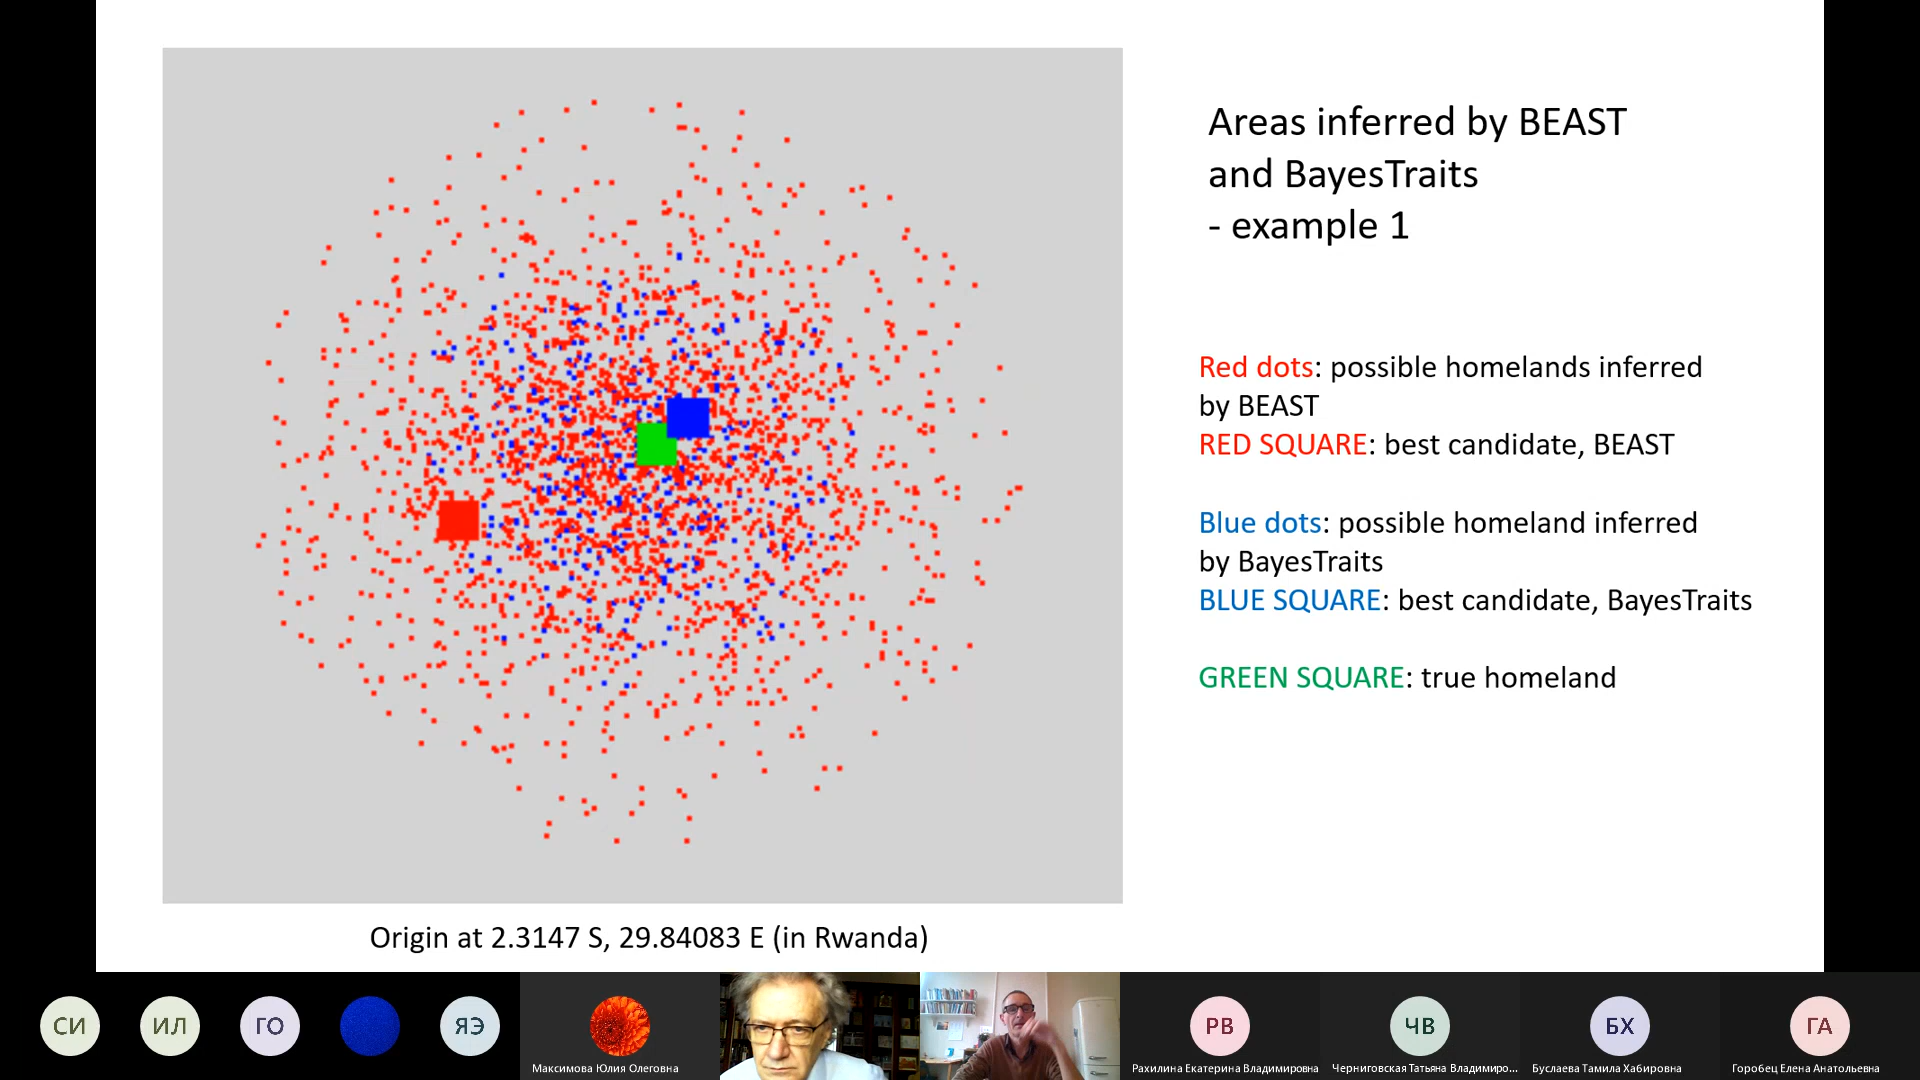 Areas inferred by BEAST
and BayesTraits
- example 1
Red dots: possible homelands inferred
by BEAST
RED SQUARE: best candidate, BEAST
Blue dots: possible homeland inferred
by BayesTraits
BLUE SQUARE: best candidate, BayesTraits
GREEN SQUARE: true homeland
Origin at 2.3147 S, 29.84083 E (in Rwanda)
СИ
ИЛ
ГО
ЯЭ
РВ
ЧВ
БХ
ГА
Максимова Юлия Олеговна
Рахилина Екатерина Владимировна
Черниговская Татьяна Владимиро...
Буслаева Тамила Хабировна
Горобец Елена Анатольевна